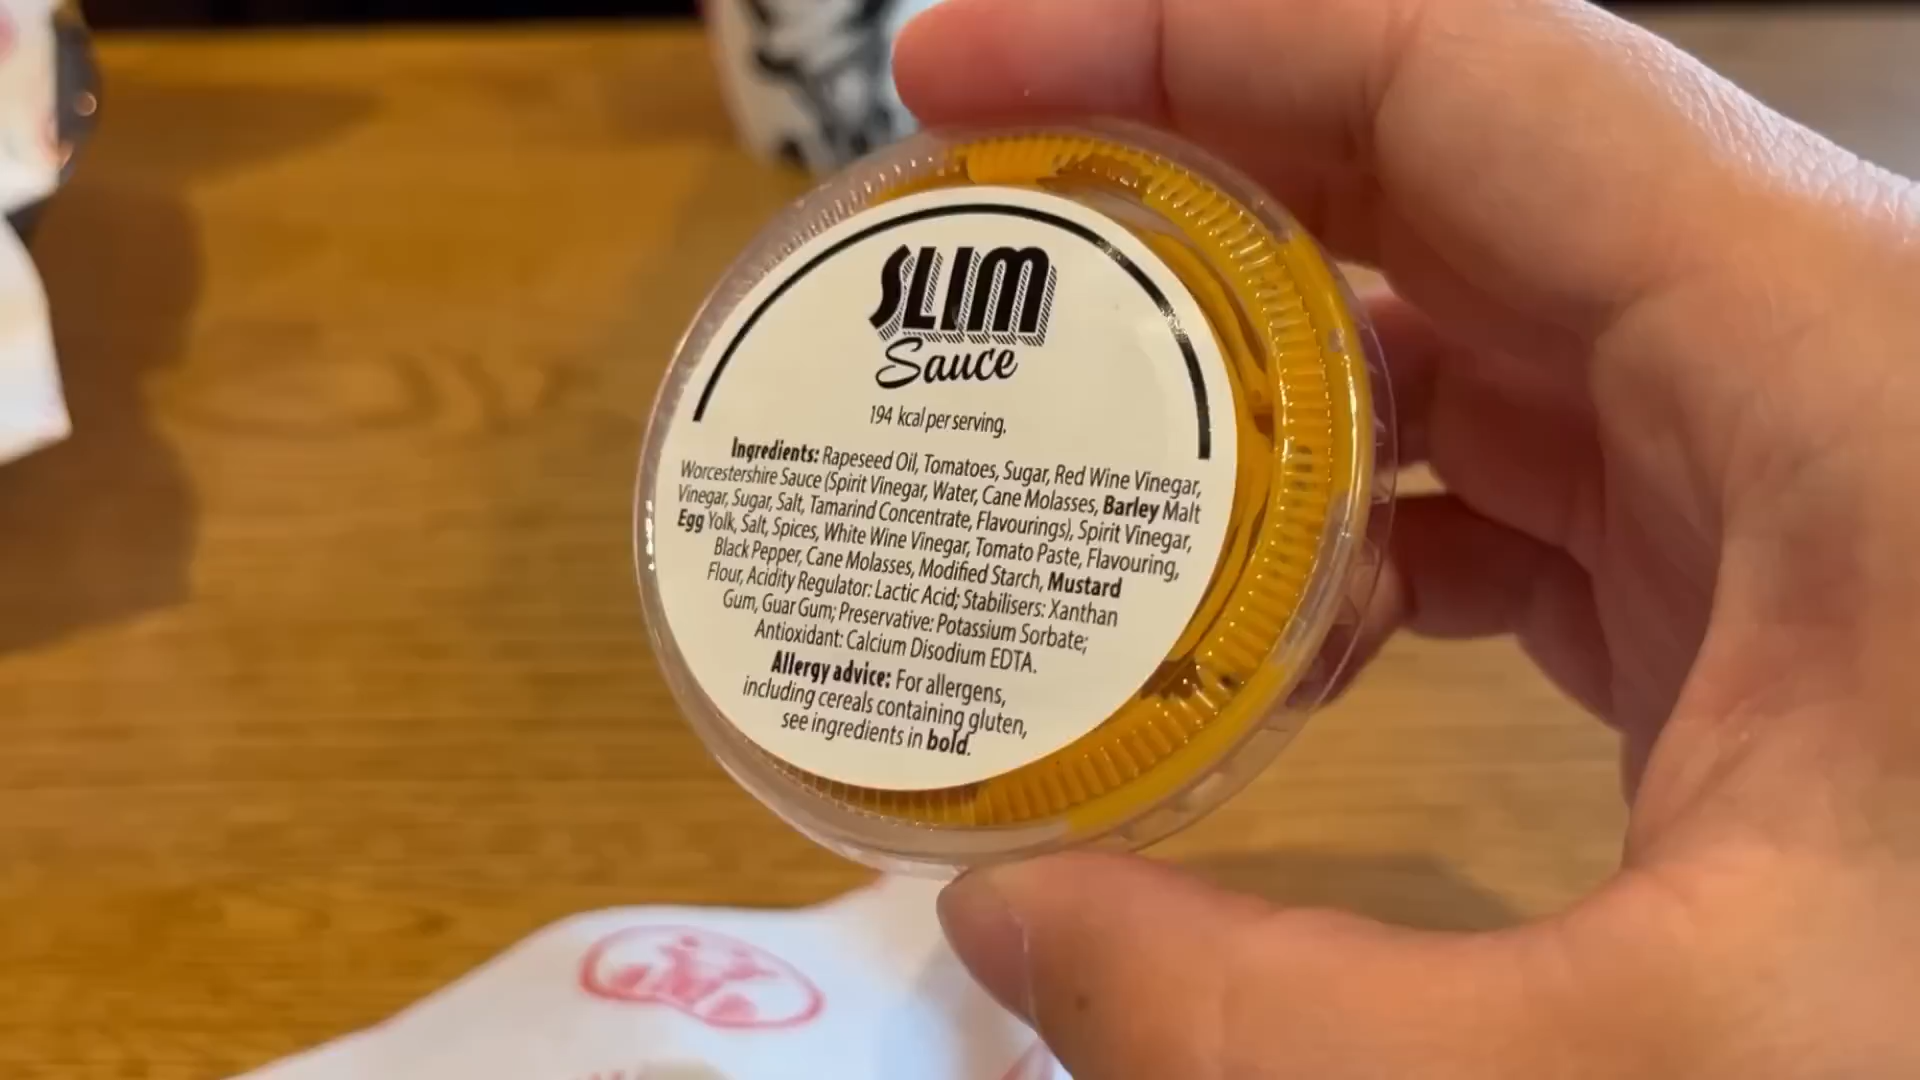 SLIM
Sauce
194 kcal per serving.
Ingredients: Rapeseed Oil, Tomatoes, Sugar, Red Wine Vinegar,
Worcestershire Sauce (Spirit Vinegar, Water, Cane Molasses, Barley Malt
Vinegar, Sugar, Salt, Tamarind Concentrate, Flavourings), Spirit Vinegar,
Egg Yolk, Salt, Spices, White Wine Vinegar, Tomato Paste, Flavouring,
Black Pepper, Cane Molasses, Modified Starch, Mustard
Flour, Acidity Regulator: Lactic Acid; Stabilisers: Xanthan
Gum, Guar Gum; Preservative: Potassium Sorbate;
Antioxidant: Calcium Disodium EDTA.
Allergy advice: For allergens,
including cereals containing gluten,
see ingredients in bold.